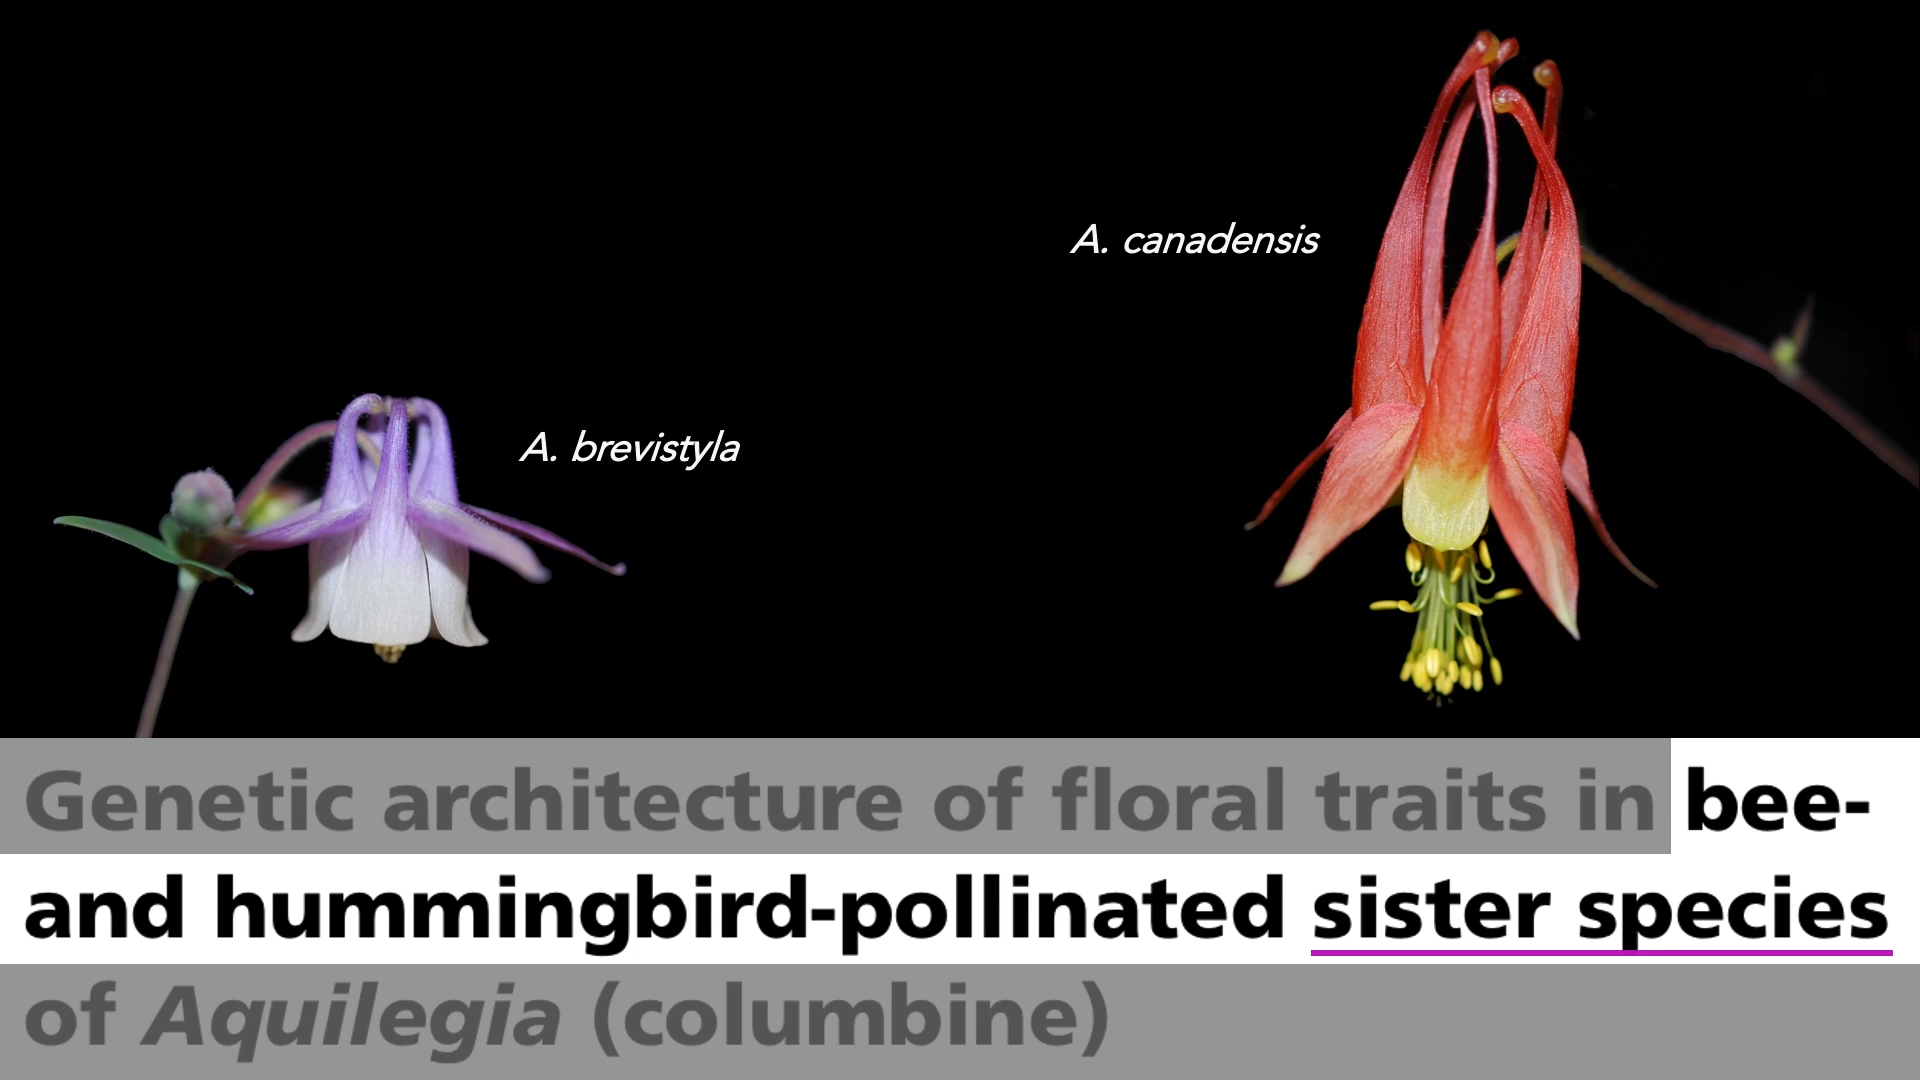 A. canadensis
A. brevistyla
Genetic architecture of floral traits in bee-
and hummingbird-pollinated sister species
of Aquilegia (columbine)